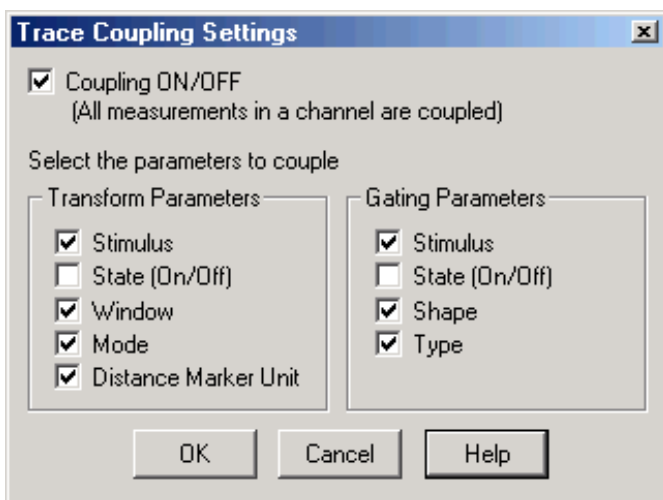 Trace Coupling Settings
Coupling ON/OFF
(All measurements in a channel are coupled)
Select the parameters to couple
Transform Parameters
Stimulus
State (On/Off)
Window
Mode
Distance Marker Unit
Gating Parameters
Stimulus
State (On/Off)
Shape
Type
OK
Cancel
Help